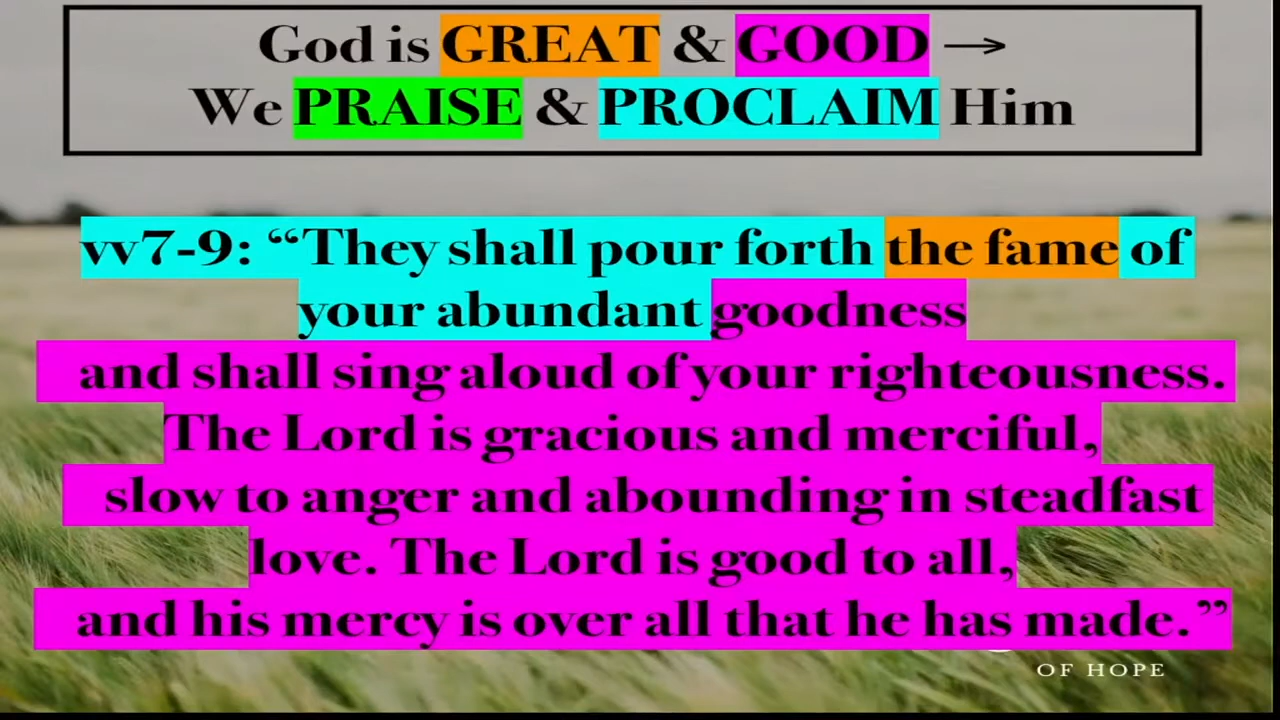 God is GREAT & GOOD →
We PRAISE & PROCLAIM Him
vv7-9: “They shall pour forth the fame of
your abundant goodness
and shall sing aloud of your righteousness.
The Lord is gracious and merciful,
slow to anger and abounding in steadfast
love. The Lord is good to all,
and his mercy is over all that he has made.”
OF HOPE